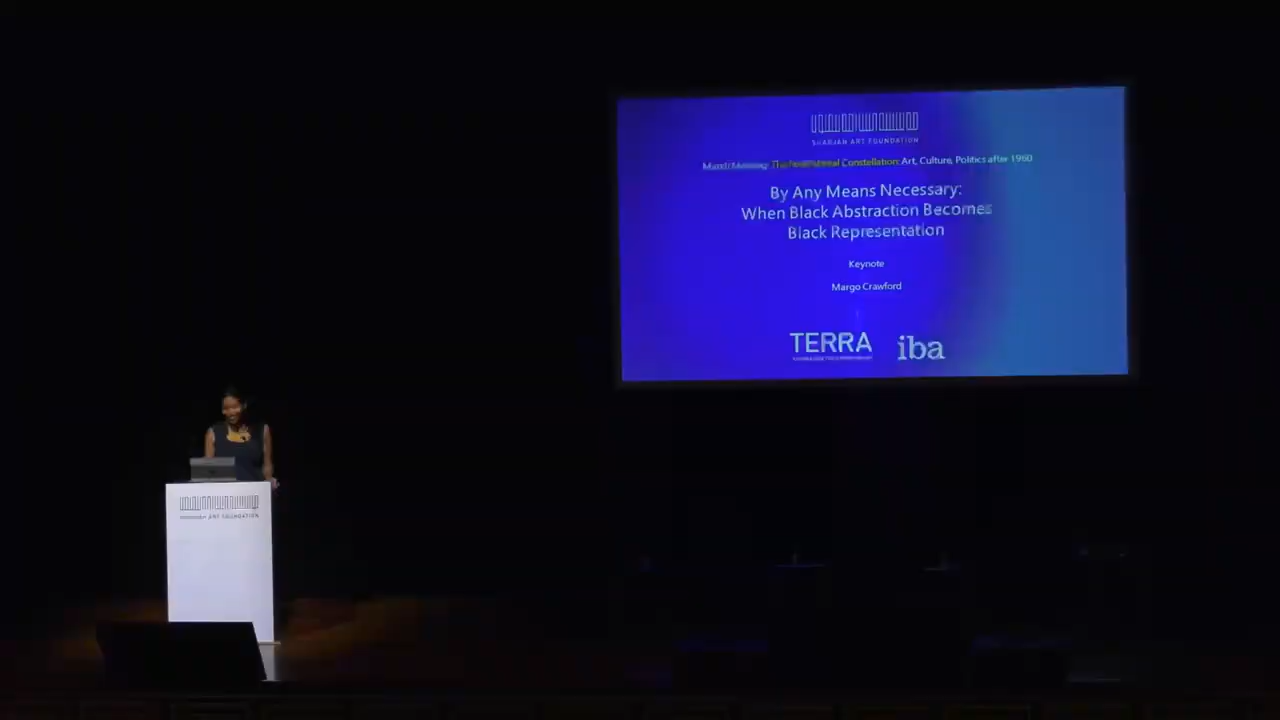 SHARJAH ART FOUNDATION
Constellation: Art, Culture, Politics after 1960
By Any Means Necessary:
When Black Abstraction Becomes
Black Representation
Keynote
Margo Crawford
TERRA
iba
ART FOUNDATION